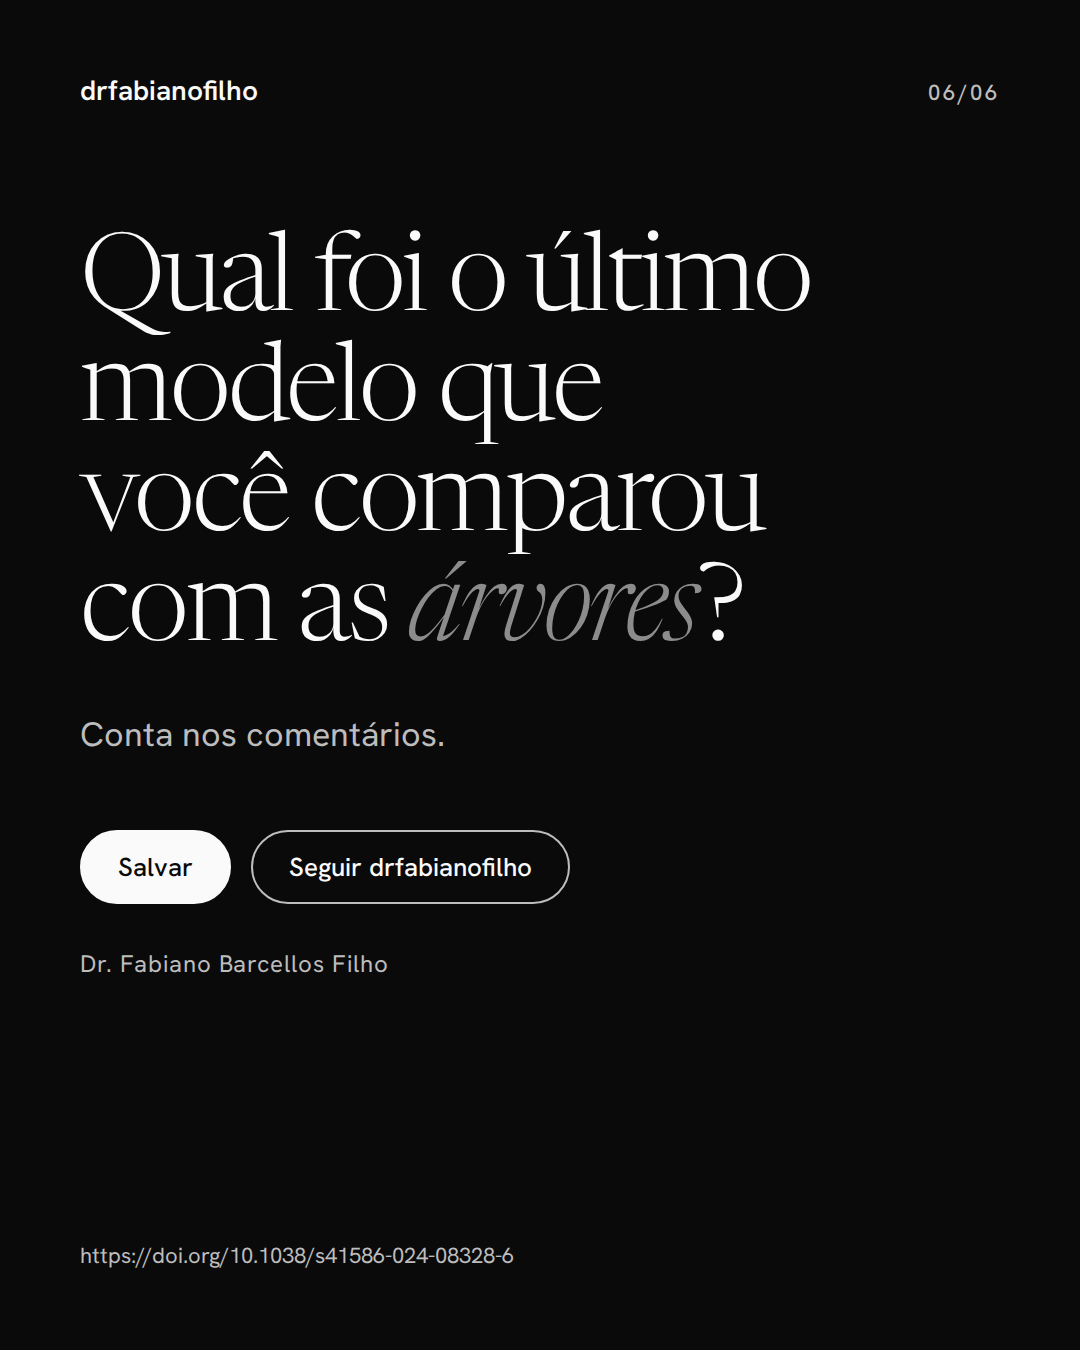 drfabianofilho
06/06
Qual foi o último
modelo que
você comparou
com as árvores?
Conta nos comentários.
Salvar
Seguir drfabianofilho
Dr. Fabiano Barcellos Filho
https://doi.org/10.1038/s41586-024-08328-6